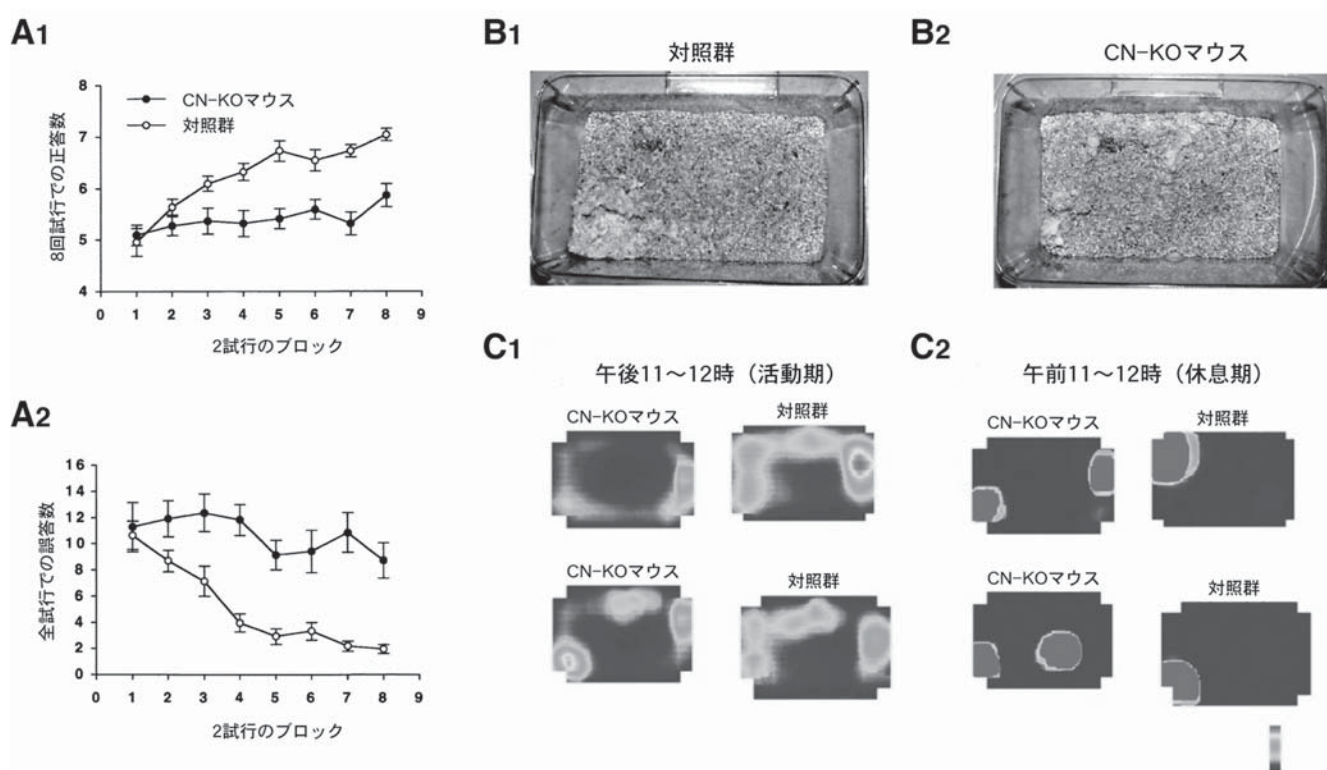 A1
CN-KOマウス
対照群
8回試行での正答数
8
7
6
5
4
0 1 2 3 4 5 6 7 8 9
2試行のブロック
A2
全試行での誤答数
16
14
12
10
8
6
4
2
0
0 1 2 3 4 5 6 7 8 9
2試行のブロック
B1
対照群
B2
CN-KOマウス
C1
午後11～12時（活動期）
CN-KOマウス
対照群
CN-KOマウス
対照群
C2
午前11～12時（休息期）
CN-KOマウス
対照群
CN-KOマウス
対照群